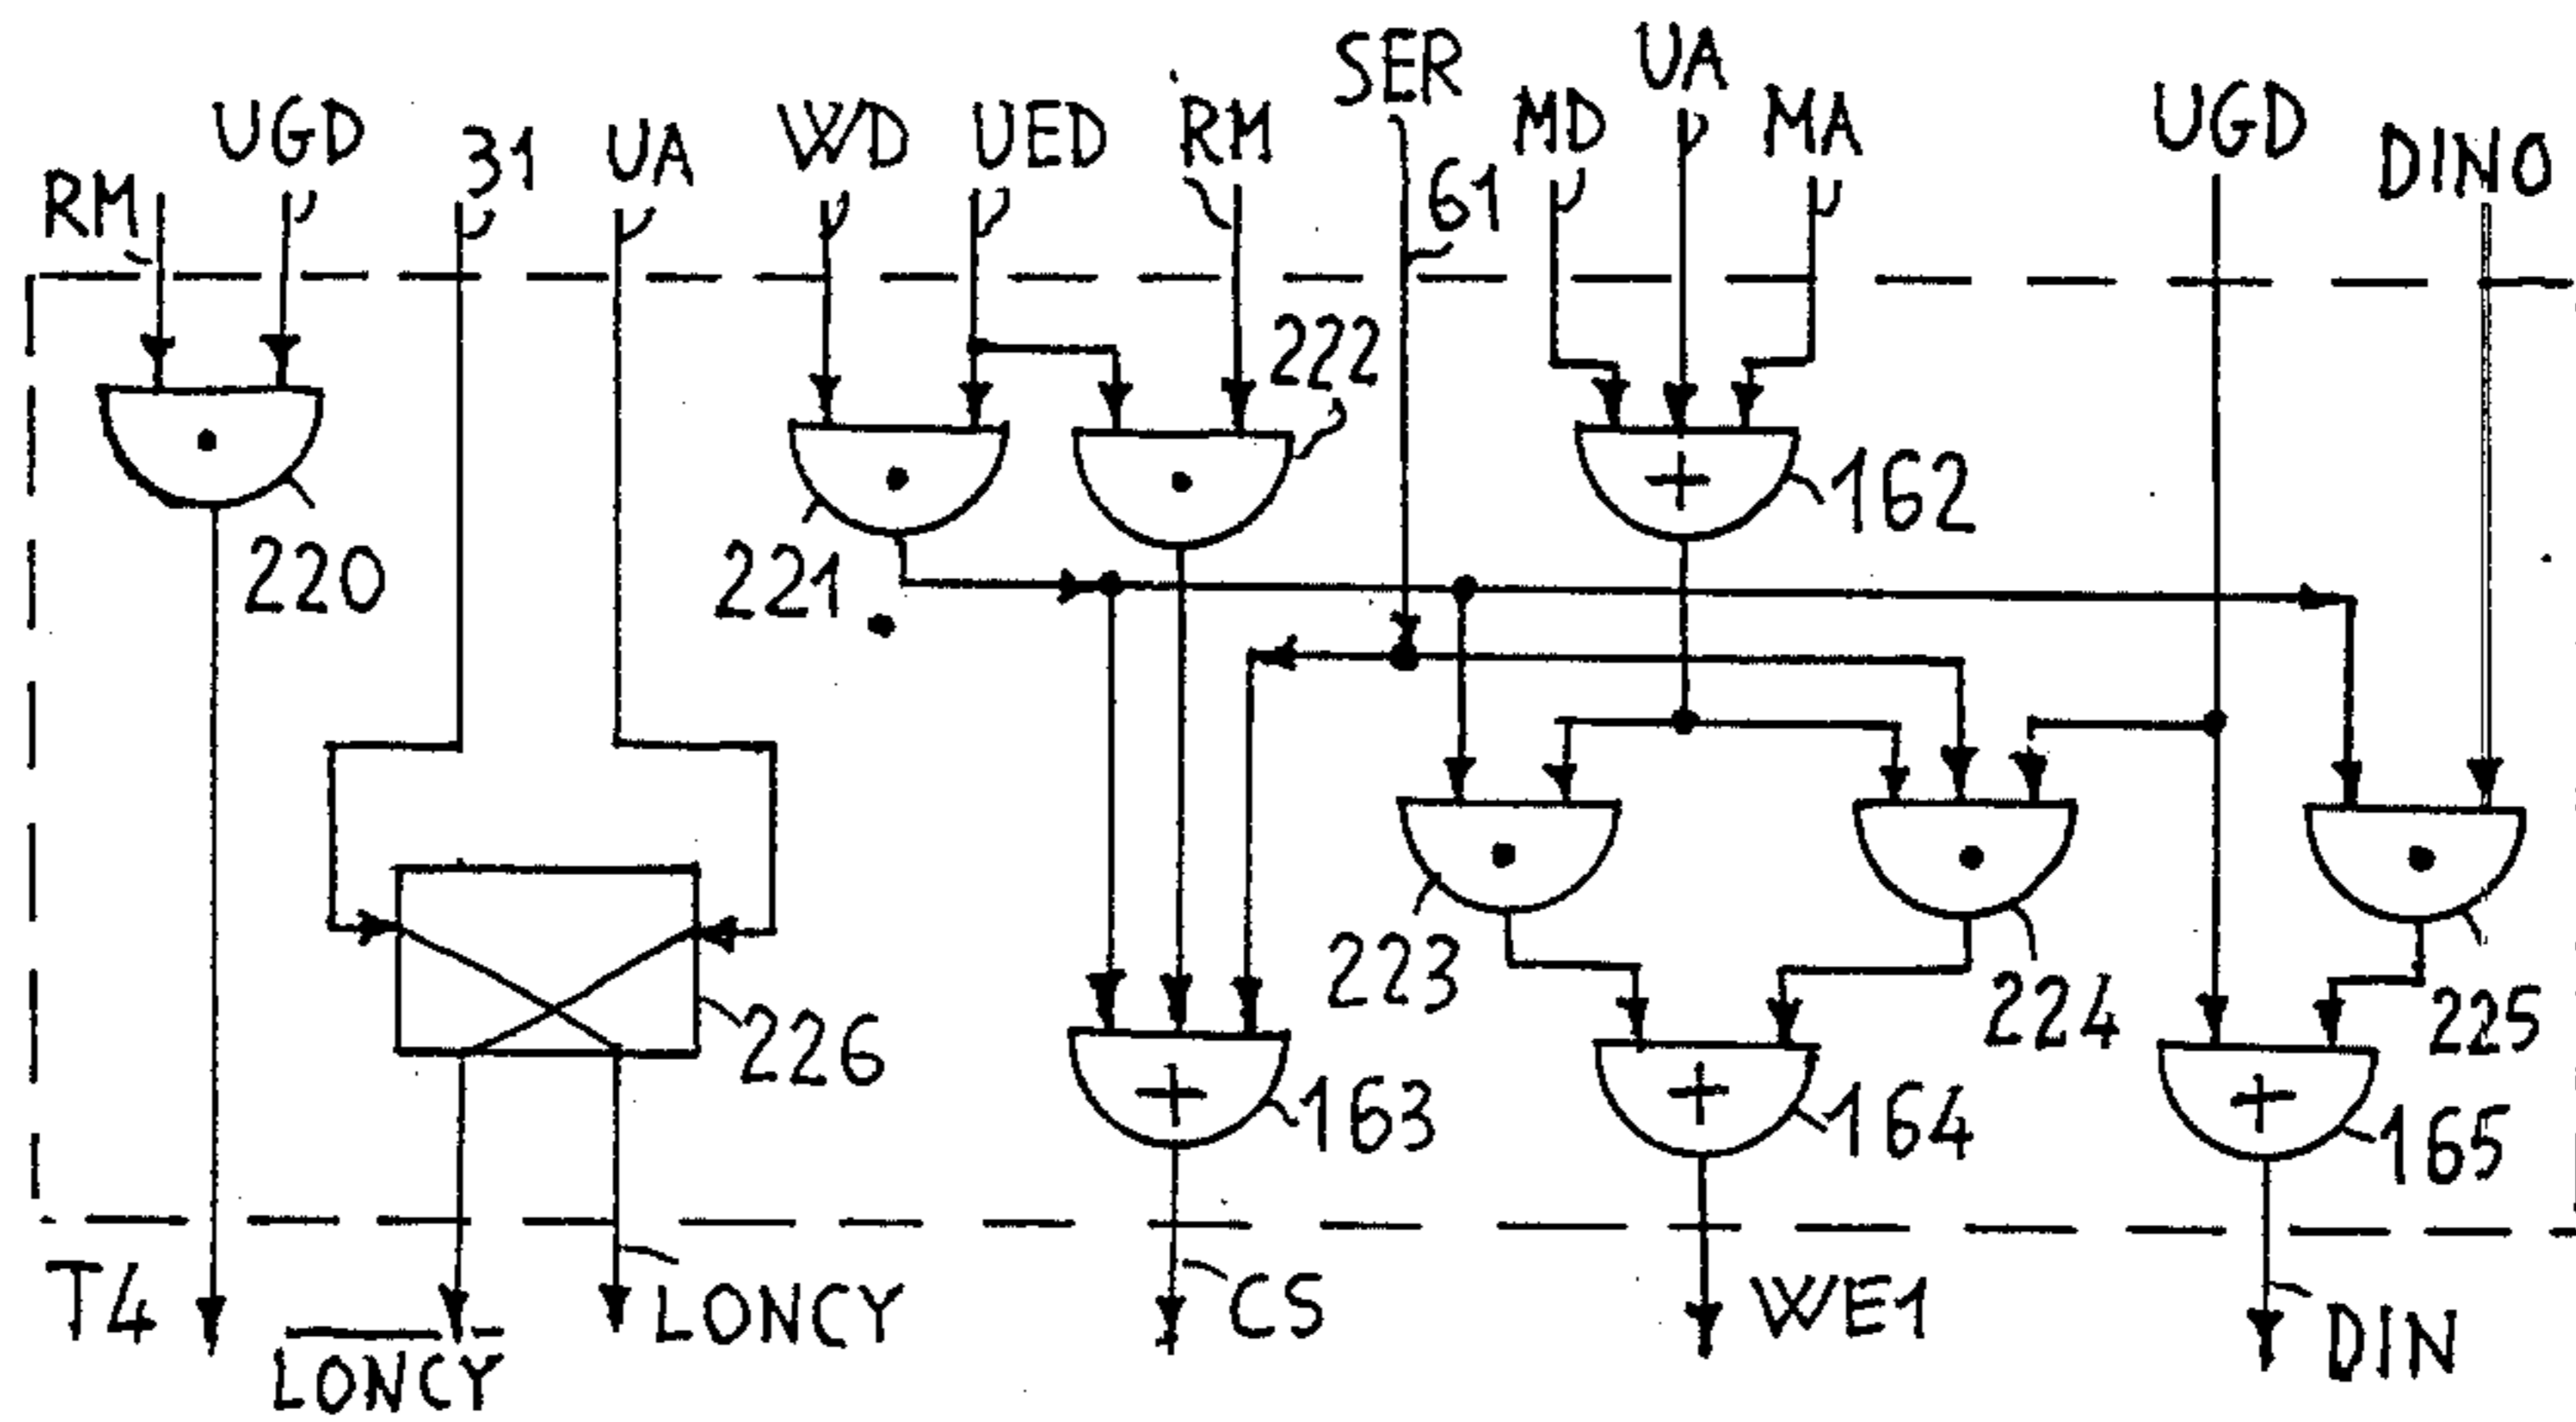 SER UA
UGD 31 UA WD UED RM MD MA UGD DINO
RM 61
222
162
220 221
223 224 225
226 163 164 165
T4 LONCY CS WE1 DIN
L̅O̅N̅C̅Y̅